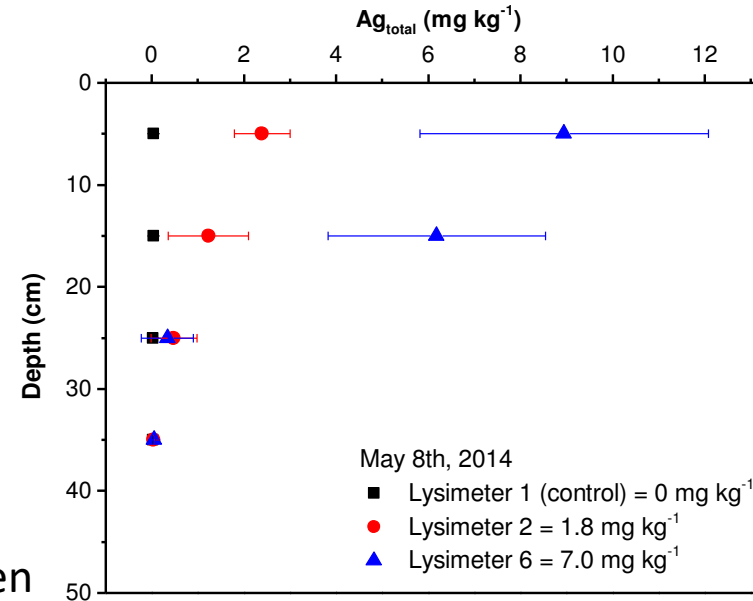 Ag_total (mg kg⁻¹)
0 2 4 6 8 10 12
0
10
20
30
40
50
Depth (cm)
May 8th, 2014
Lysimeter 1 (control) = 0 mg kg⁻¹
Lysimeter 2 = 1.8 mg kg⁻¹
Lysimeter 6 = 7.0 mg kg⁻¹
en